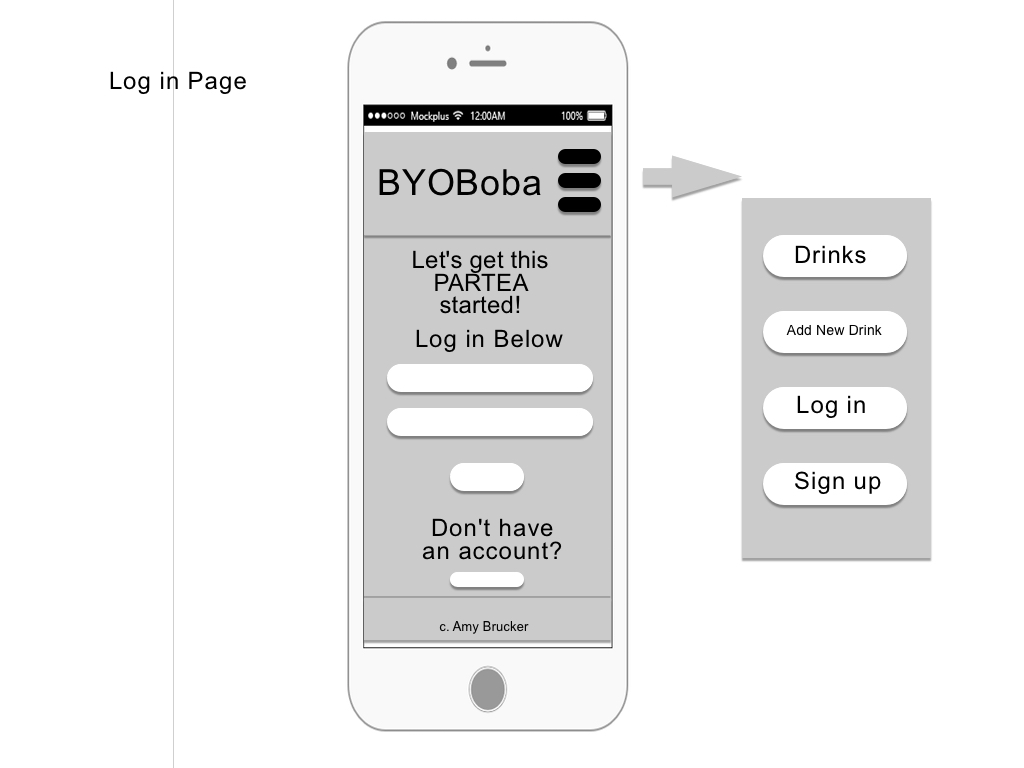 Log in Page
Mockplus 12:00AM 100%
BYOBoba
Let's get this
PARTEA
started!
Log in Below
Don't have
an account?
c. Amy Brucker
Drinks
Add New Drink
Log in
Sign up